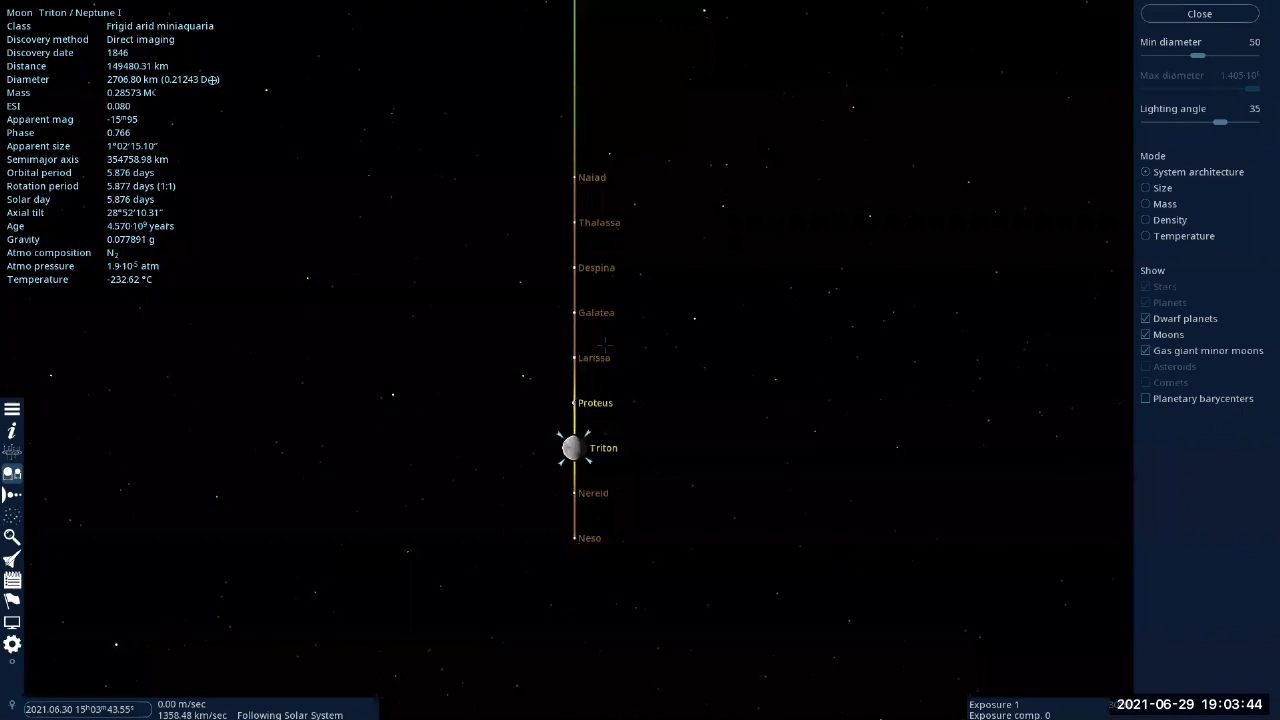 Moon Triton / Neptune I
Class Frigid arid miniaquaria
Discovery method Direct imaging
Discovery date 1846
Distance 149480.31 km
Diameter 2706.80 km (0.21243 D⊕)
Mass 0.28573 M☾
ESI 0.080
Apparent mag -15ᵐ95
Phase 0.766
Apparent size 1°02′15.10″
Semimajor axis 354758.98 km
Orbital period 5.876 days
Rotation period 5.877 days (1:1)
Solar day 5.876 days
Axial tilt 28°52′10.31″
Age 4.570·10⁹ years
Gravity 0.077891 g
Atmo composition N₂
Atmo pressure 1.9·10⁻⁵ atm
Temperature -232.62 °C
Naiad
Thalassa
Despina
Galatea
Larissa
Proteus
Triton
Nereid
Neso
Close
Min diameter 50
Max diameter
Lighting angle 35
Mode
System architecture
Size
Mass
Density
Temperature
Show
Stars
Planets
Dwarf planets
Moons
Gas giant minor moons
Asteroids
Comets
Planetary barycenters
2021.06.30 15ʰ03ᵐ43.55ˢ
0.00 m/sec
1358.48 km/sec Following Solar System
Exposure 1
Exposure comp. 0
2021-06-29 19:03:44